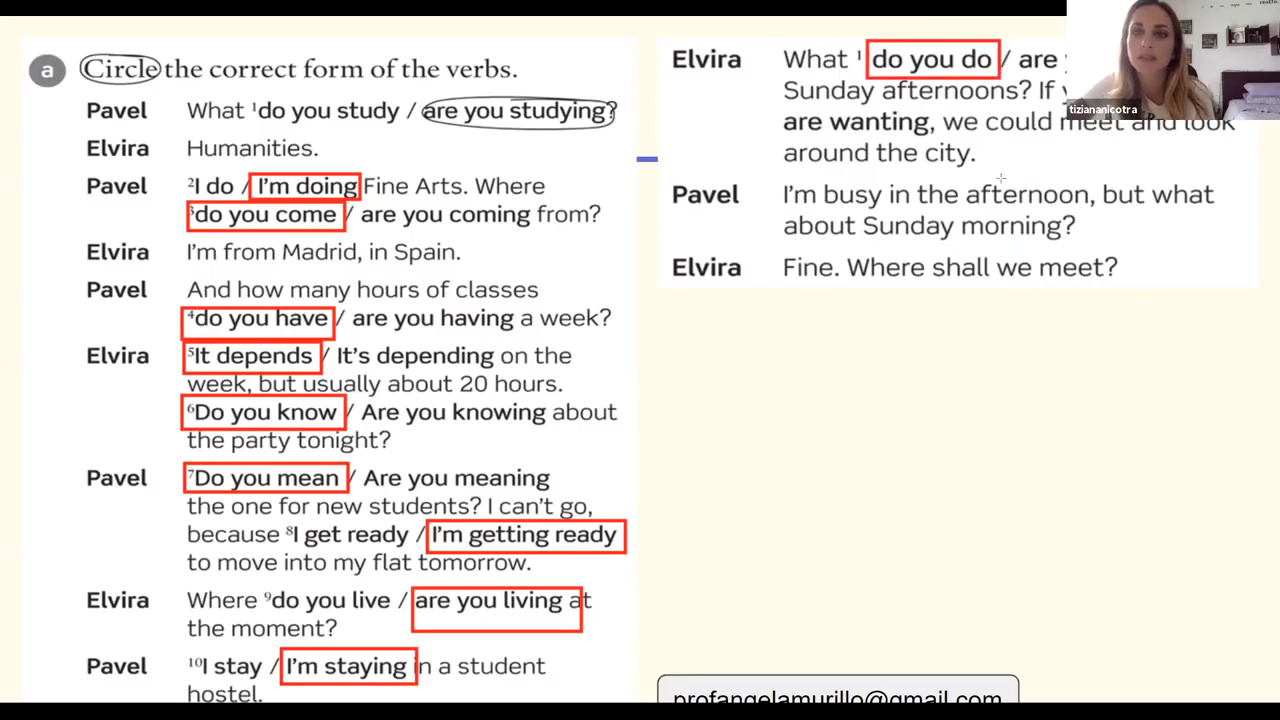 a Circle the correct form of the verbs.
Pavel What ¹do you study / are you studying?
Elvira Humanities.
Pavel ²I do / I'm doing Fine Arts. Where
³do you come / are you coming from?
Elvira I'm from Madrid, in Spain.
Pavel And how many hours of classes
⁴do you have / are you having a week?
Elvira ⁵It depends / It's depending on the
week, but usually about 20 hours.
⁶Do you know / Are you knowing about
the party tonight?
Pavel ⁷Do you mean / Are you meaning
the one for new students? I can't go,
because ⁸I get ready / I'm getting ready
to move into my flat tomorrow.
Elvira Where ⁹do you live / are you living at
the moment?
Pavel ¹⁰I stay / I'm staying in a student
hostel.
Elvira What ¹ do you do / are
Sunday afternoons? If
are wanting, we could meet and look
around the city.
Pavel I'm busy in the afternoon, but what
about Sunday morning?
Elvira Fine. Where shall we meet?
tiziananicotra
profangelamurillo@gmail.com